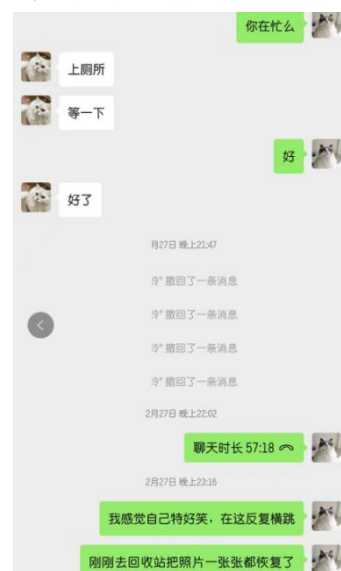 你在忙么
上厕所
等一下
好
好了
月27日 晚上21:47
冷" 撤回了一条消息
冷" 撤回了一条消息
冷" 撤回了一条消息
冷" 撤回了一条消息
2月27日 晚上22:02
聊天时长 57:18
2月27日 晚上23:16
我感觉自己特好笑,在这反复横跳
刚刚去回收站把照片一张张都恢复了